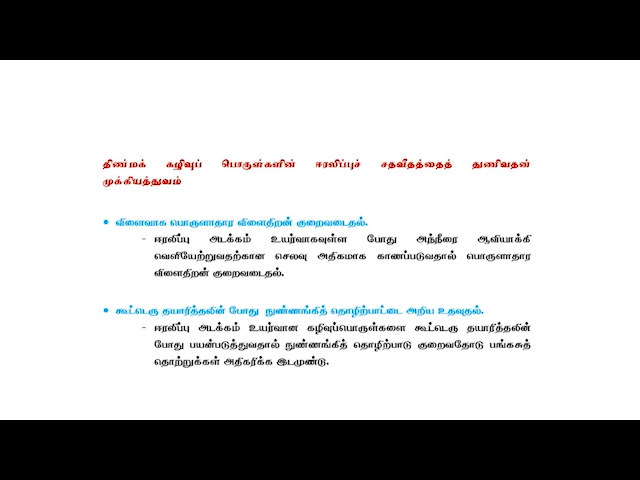 திண்மக் கழிவுப் பொருள்களின் ஈரலிப்புச் சதவீதத்தைத் துணிவதன்
முக்கியத்துவம்
• விளைவாக பொருளாதார விளைதிறன் குறைவடைதல்.
- ஈரலிப்பு அடக்கம் உயர்வாகவுள்ள போது அந்நீரை ஆவியாக்கி
வெளியேற்றுவதற்கான செலவு அதிகமாக காணப்படுவதால் பொருளாதார
விளைதிறன் குறைவடைதல்.
• கூட்டெரு தயாரித்தலின் போது நுண்ணங்கித் தொழிற்பாட்டை அறிய உதவுதல்.
- ஈரலிப்பு அடக்கம் உயர்வான கழிவுப்பொருள்களை கூட்டெரு தயாரித்தலின்
போது பயன்படுத்துவதால் நுண்ணங்கித் தொழிற்பாடு குறைவதோடு பங்கசுத்
தொற்றுக்கள் அதிகரிக்க இடமுண்டு.